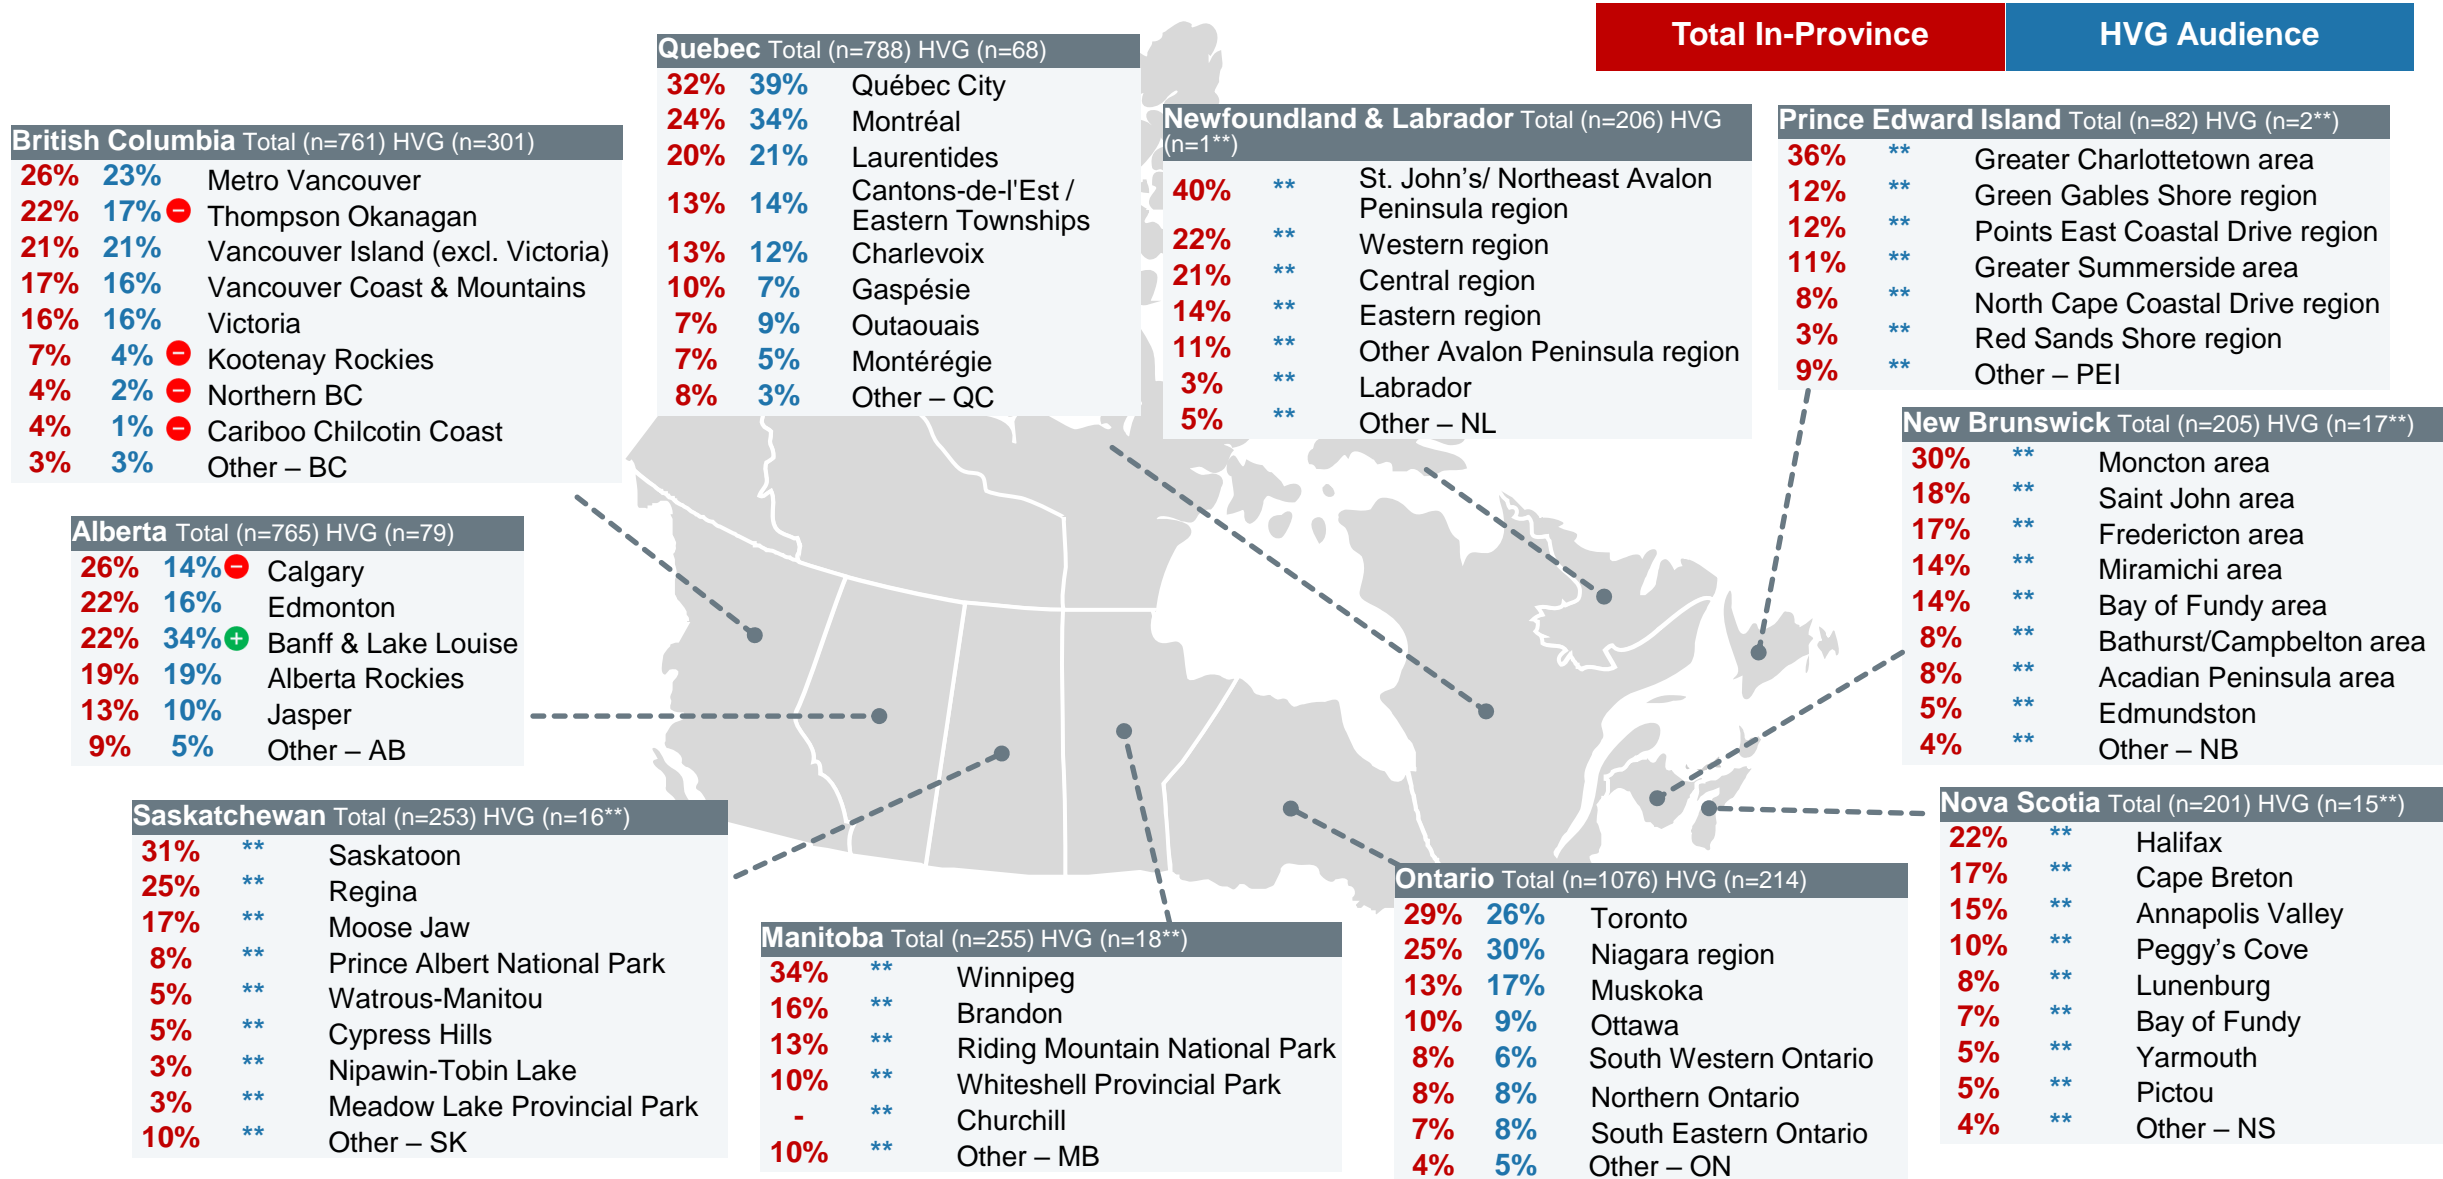 Total In-Province HVG Audience
Quebec Total (n=788) HVG (n=68)
32% 39% Québec City
24% 34% Montréal
20% 21% Laurentides
13% 14% Cantons-de-l'Est /
Eastern Townships
13% 12% Charlevoix
10% 7% Gaspésie
7% 9% Outaouais
7% 5% Montérégie
8% 3% Other – QC
Newfoundland & Labrador Total (n=206) HVG
(n=1**)
40% ** St. John’s/ Northeast Avalon
Peninsula region
22% ** Western region
21% ** Central region
14% ** Eastern region
11% ** Other Avalon Peninsula region
3% ** Labrador
5% ** Other – NL
Prince Edward Island Total (n=82) HVG (n=2**)
36% ** Greater Charlottetown area
12% ** Green Gables Shore region
12% ** Points East Coastal Drive region
11% ** Greater Summerside area
8% ** North Cape Coastal Drive region
3% ** Red Sands Shore region
9% ** Other – PEI
British Columbia Total (n=761) HVG (n=301)
26% 23% Metro Vancouver
22% 17% Thompson Okanagan
21% 21% Vancouver Island (excl. Victoria)
17% 16% Vancouver Coast & Mountains
16% 16% Victoria
7% 4% Kootenay Rockies
4% 2% Northern BC
4% 1% Cariboo Chilcotin Coast
3% 3% Other – BC
New Brunswick Total (n=205) HVG (n=17**)
30% ** Moncton area
18% ** Saint John area
17% ** Fredericton area
14% ** Miramichi area
14% ** Bay of Fundy area
8% ** Bathurst/Campbelton area
8% ** Acadian Peninsula area
5% ** Edmundston
4% ** Other – NB
Alberta Total (n=765) HVG (n=79)
26% 14% Calgary
22% 16% Edmonton
22% 34% Banff & Lake Louise
19% 19% Alberta Rockies
13% 10% Jasper
9% 5% Other – AB
Saskatchewan Total (n=253) HVG (n=16**)
31% ** Saskatoon
25% ** Regina
17% ** Moose Jaw
8% ** Prince Albert National Park
5% ** Watrous-Manitou
5% ** Cypress Hills
3% ** Nipawin-Tobin Lake
3% ** Meadow Lake Provincial Park
10% ** Other – SK
Manitoba Total (n=255) HVG (n=18**)
34% ** Winnipeg
16% ** Brandon
13% ** Riding Mountain National Park
10% ** Whiteshell Provincial Park
- ** Churchill
10% ** Other – MB
Ontario Total (n=1076) HVG (n=214)
29% 26% Toronto
25% 30% Niagara region
13% 17% Muskoka
10% 9% Ottawa
8% 6% South Western Ontario
8% 8% Northern Ontario
7% 8% South Eastern Ontario
4% 5% Other – ON
Nova Scotia Total (n=201) HVG (n=15**)
22% ** Halifax
17% ** Cape Breton
15% ** Annapolis Valley
10% ** Peggy’s Cove
8% ** Lunenburg
7% ** Bay of Fundy
5% ** Yarmouth
5% ** Pictou
4% ** Other – NS